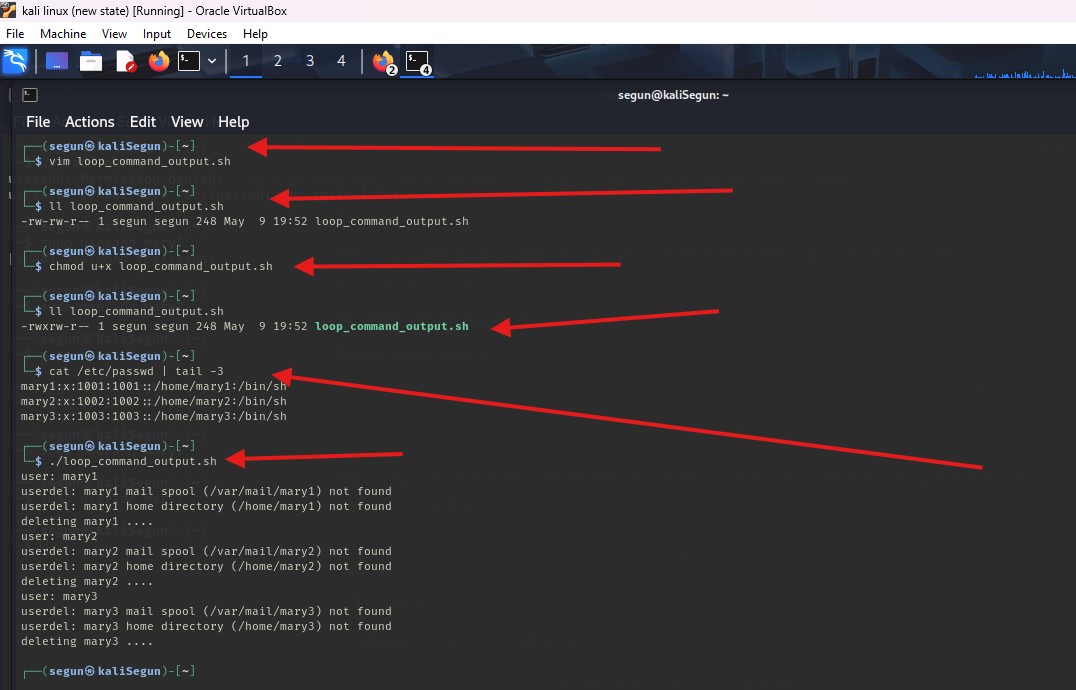 kali linux (new state) [Running] - Oracle VirtualBox
File Machine View Input Devices Help
1 2 3 4 2 4
segun@kaliSegun: ~
File Actions Edit View Help
┌──(segun㉿kaliSegun)-[~]
└─$ vim loop_command_output.sh
┌──(segun㉿kaliSegun)-[~]
└─$ ll loop_command_output.sh
-rw-rw-r-- 1 segun segun 248 May  9 19:52 loop_command_output.sh
┌──(segun㉿kaliSegun)-[~]
└─$ chmod u+x loop_command_output.sh
┌──(segun㉿kaliSegun)-[~]
└─$ ll loop_command_output.sh
-rwxrw-r-- 1 segun segun 248 May  9 19:52 loop_command_output.sh
┌──(segun㉿kaliSegun)-[~]
└─$ cat /etc/passwd | tail -3
mary1:x:1001:1001::/home/mary1:/bin/sh
mary2:x:1002:1002::/home/mary2:/bin/sh
mary3:x:1003:1003::/home/mary3:/bin/sh
┌──(segun㉿kaliSegun)-[~]
└─$ ./loop_command_output.sh
user: mary1
userdel: mary1 mail spool (/var/mail/mary1) not found
userdel: mary1 home directory (/home/mary1) not found
deleting mary1 ....
user: mary2
userdel: mary2 mail spool (/var/mail/mary2) not found
userdel: mary2 home directory (/home/mary2) not found
deleting mary2 ....
user: mary3
userdel: mary3 mail spool (/var/mail/mary3) not found
userdel: mary3 home directory (/home/mary3) not found
deleting mary3 ....
┌──(segun㉿kaliSegun)-[~]